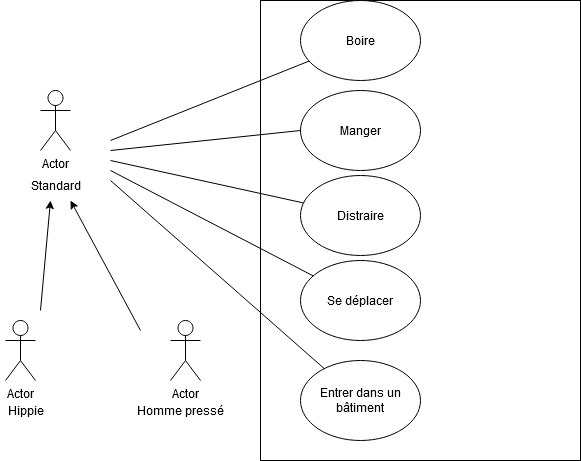 Boire
Manger
Distraire
Se déplacer
Entrer dans un
bâtiment
Actor
Standard
Actor
Hippie
Actor
Homme pressé